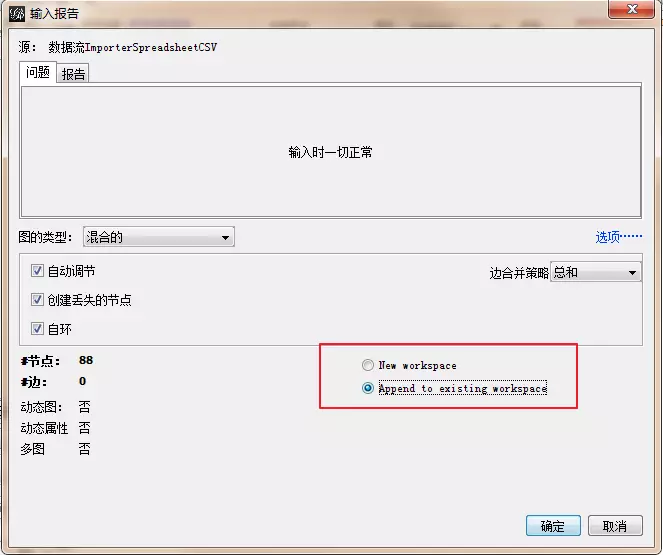 输入报告
源： 数据流ImporterSpreadsheetCSV
问题 报告
输入时一切正常
图的类型： 混合的 选项……
自动调节 边合并策略 总和
创建丢失的节点
自环
#节点： 88 New workspace
#边： 0 Append to existing workspace
动态图： 否
动态属性 否
多图 否
确定 取消